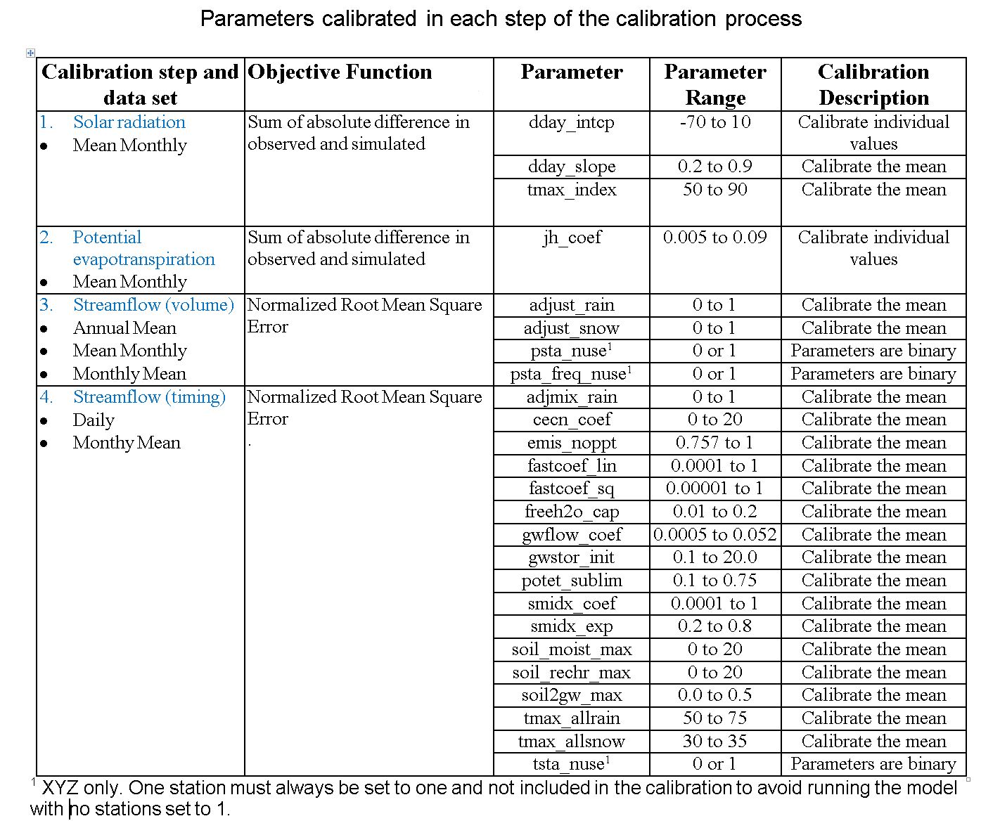 Parameters calibrated in each step of the calibration process
Calibration step and data set | Objective Function | Parameter | Parameter Range | Calibration Description
1. Solar radiation | Sum of absolute difference in | dday_intcp | -70 to 10 | Calibrate individual
• Mean Monthly | observed and simulated | values
dday_slope | 0.2 to 0.9 | Calibrate the mean
tmax_index | 50 to 90 | Calibrate the mean
2. Potential | Sum of absolute difference in | jh_coef | 0.005 to 0.09 | Calibrate individual
evapotranspiration | observed and simulated | values
• Mean Monthly
3. Streamflow (volume) | Normalized Root Mean Square | adjust_rain | 0 to 1 | Calibrate the mean
• Annual Mean | Error | adjust_snow | 0 to 1 | Calibrate the mean
• Mean Monthly | psta_nuse¹ | 0 or 1 | Parameters are binary
• Monthly Mean | psta_freq_nuse¹ | 0 or 1 | Parameters are binary
4. Streamflow (timing) | Normalized Root Mean Square | adjmix_rain | 0 to 1 | Calibrate the mean
• Daily | Error | cecn_coef | 0 to 20 | Calibrate the mean
• Monthy Mean | . | emis_noppt | 0.757 to 1 | Calibrate the mean
fastcoef_lin | 0.0001 to 1 | Calibrate the mean
fastcoef_sq | 0.00001 to 1 | Calibrate the mean
freeh2o_cap | 0.01 to 0.2 | Calibrate the mean
gwflow_coef | 0.0005 to 0.052 | Calibrate the mean
gwstor_init | 0.1 to 20.0 | Calibrate the mean
potet_sublim | 0.1 to 0.75 | Calibrate the mean
smidx_coef | 0.0001 to 1 | Calibrate the mean
smidx_exp | 0.2 to 0.8 | Calibrate the mean
soil_moist_max | 0 to 20 | Calibrate the mean
soil_rechr_max | 0 to 20 | Calibrate the mean
soil2gw_max | 0.0 to 0.5 | Calibrate the mean
tmax_allrain | 50 to 75 | Calibrate the mean
tmax_allsnow | 30 to 35 | Calibrate the mean
tsta_nuse¹ | 0 or 1 | Parameters are binary
¹ XYZ only. One station must always be set to one and not included in the calibration to avoid running the model
with no stations set to 1.